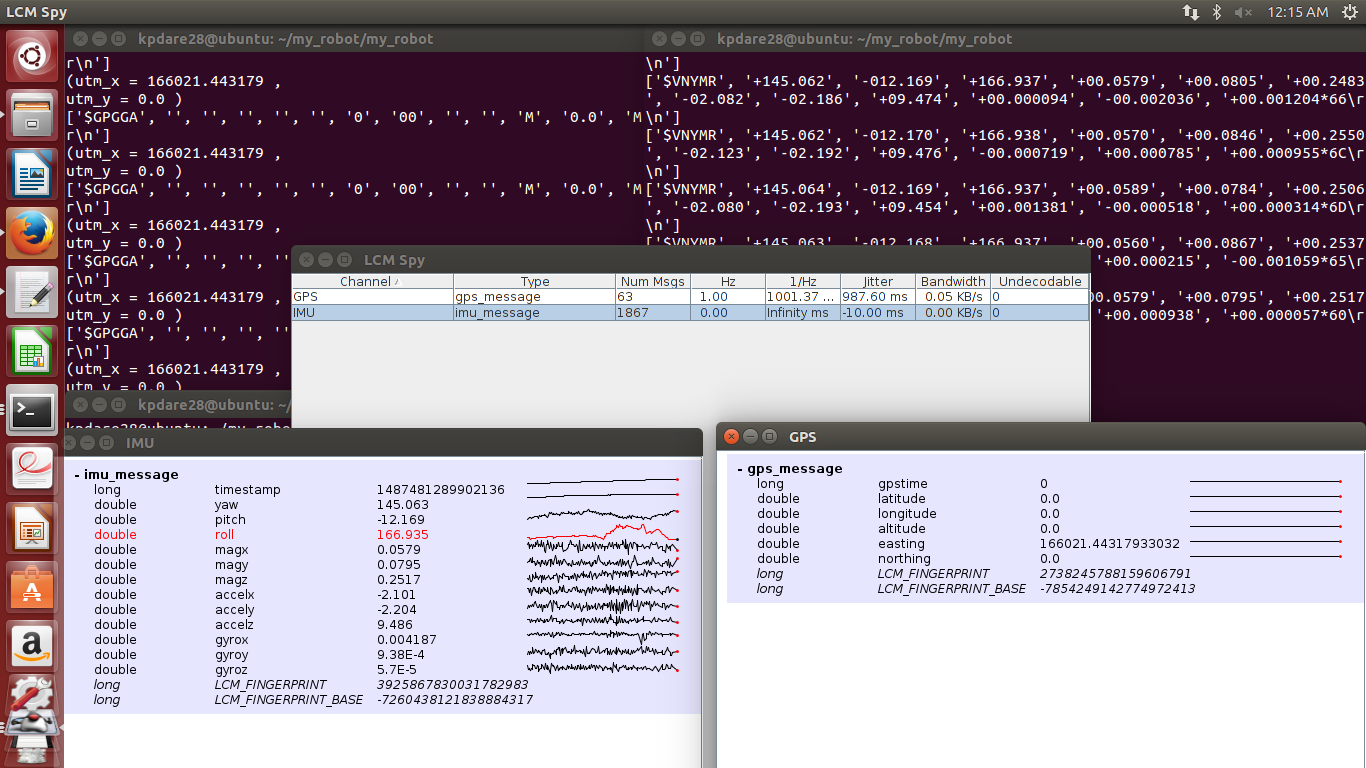 LCM Spy
12:15 AM
kpdare28@ubuntu: ~/my_robot/my_robot
r\n']
(utm_x = 166021.443179 ,
utm_y = 0.0 )
['$GPGGA', '', '', '', '', '', '0', '00', '', '', 'M', '0.0', 'M
r\n']
(utm_x = 166021.443179 ,
utm_y = 0.0 )
['$GPGGA', '', '', '', '', '', '0', '00', '', '', 'M', '0.0', 'M
r\n']
(utm_x = 166021.443179 ,
utm_y = 0.0 )
['$GPGGA', '', '', '', ''
r\n']
(utm_x = 166021.443179 ,
utm_y = 0.0 )
['$GPGGA', '', '', '', ''
r\n']
(utm_x = 166021.443179 ,
utm_y = 0.0 )
kpdare28@ubuntu: ~/my_robot/my_robot
\n']
['$VNYMR', '+145.062', '-012.169', '+166.937', '+00.0579', '+00.0805', '+00.2483
', '-02.082', '-02.186', '+09.474', '+00.000094', '-00.002036', '+00.001204*66\r
\n']
['$VNYMR', '+145.062', '-012.170', '+166.938', '+00.0570', '+00.0846', '+00.2550
', '-02.123', '-02.192', '+09.476', '-00.000719', '+00.000785', '+00.000955*6C\r
\n']
['$VNYMR', '+145.064', '-012.169', '+166.937', '+00.0589', '+00.0784', '+00.2506
', '-02.080', '-02.193', '+09.454', '+00.001381', '-00.000518', '+00.000314*6D\r
\n']
['$VNYMR', '+145.063', '-012.168', '+166.937', '+00.0560', '+00.0867', '+00.2537
+00.000215', '-00.001059*65\r
00.0579', '+00.0795', '+00.2517
+00.000938', '+00.000057*60\r
LCM Spy
Channel Type Num Msgs Hz 1/Hz Jitter Bandwidth Undecodable
GPS gps_message 63 1.00 1001.37 ... 987.60 ms 0.05 KB/s 0
IMU imu_message 1867 0.00 Infinity ms -10.00 ms 0.00 KB/s 0
kpdare28@ubuntu: ~/
kpdare28@ubuntu: ~/my_robo
IMU
- imu_message
long timestamp 1487481289902136
double yaw 145.063
double pitch -12.169
double roll 166.935
double magx 0.0579
double magy 0.0795
double magz 0.2517
double accelx -2.101
double accely -2.204
double accelz 9.486
double gyrox 0.004187
double gyroy 9.38E-4
double gyroz 5.7E-5
long LCM_FINGERPRINT 3925867830031782983
long LCM_FINGERPRINT_BASE -7260438121838884317
GPS
- gps_message
long gpstime 0
double latitude 0.0
double longitude 0.0
double altitude 0.0
double easting 166021.44317933032
double northing 0.0
long LCM_FINGERPRINT 2738245788159606791
long LCM_FINGERPRINT_BASE -7854249142774972413